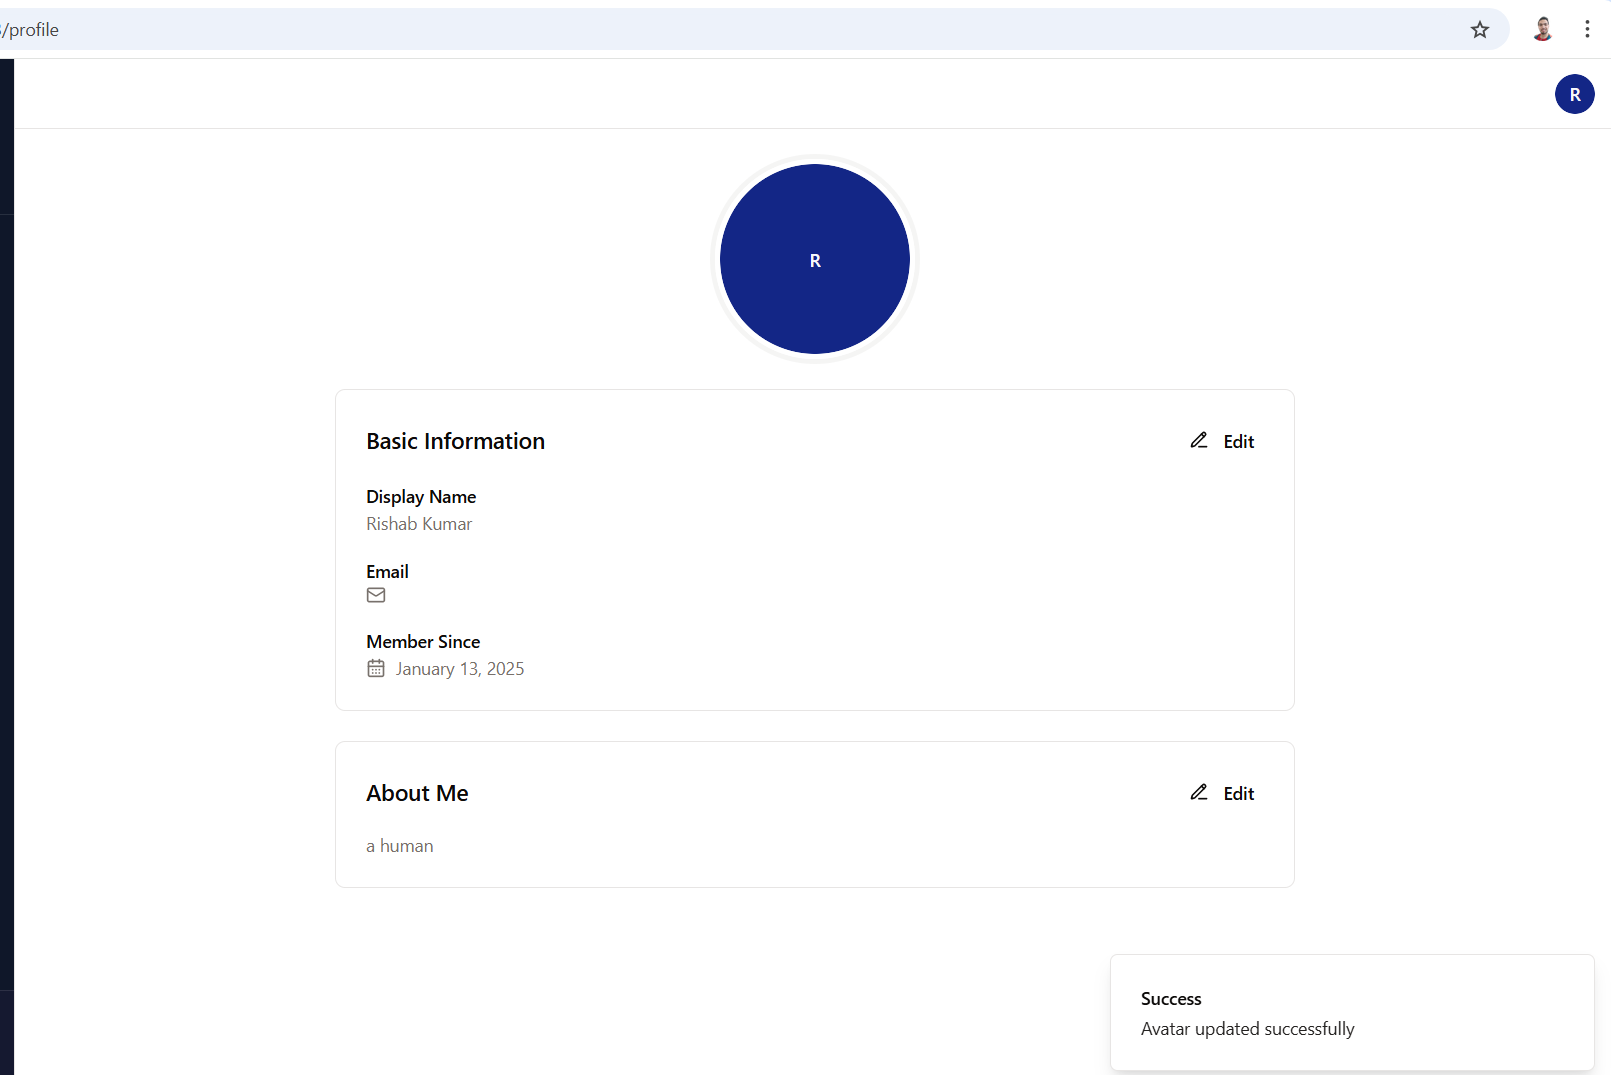 /profile
R
R
Basic Information
Edit
Display Name
Rishab Kumar
Email
Member Since
January 13, 2025
About Me
Edit
a human
Success
Avatar updated successfully